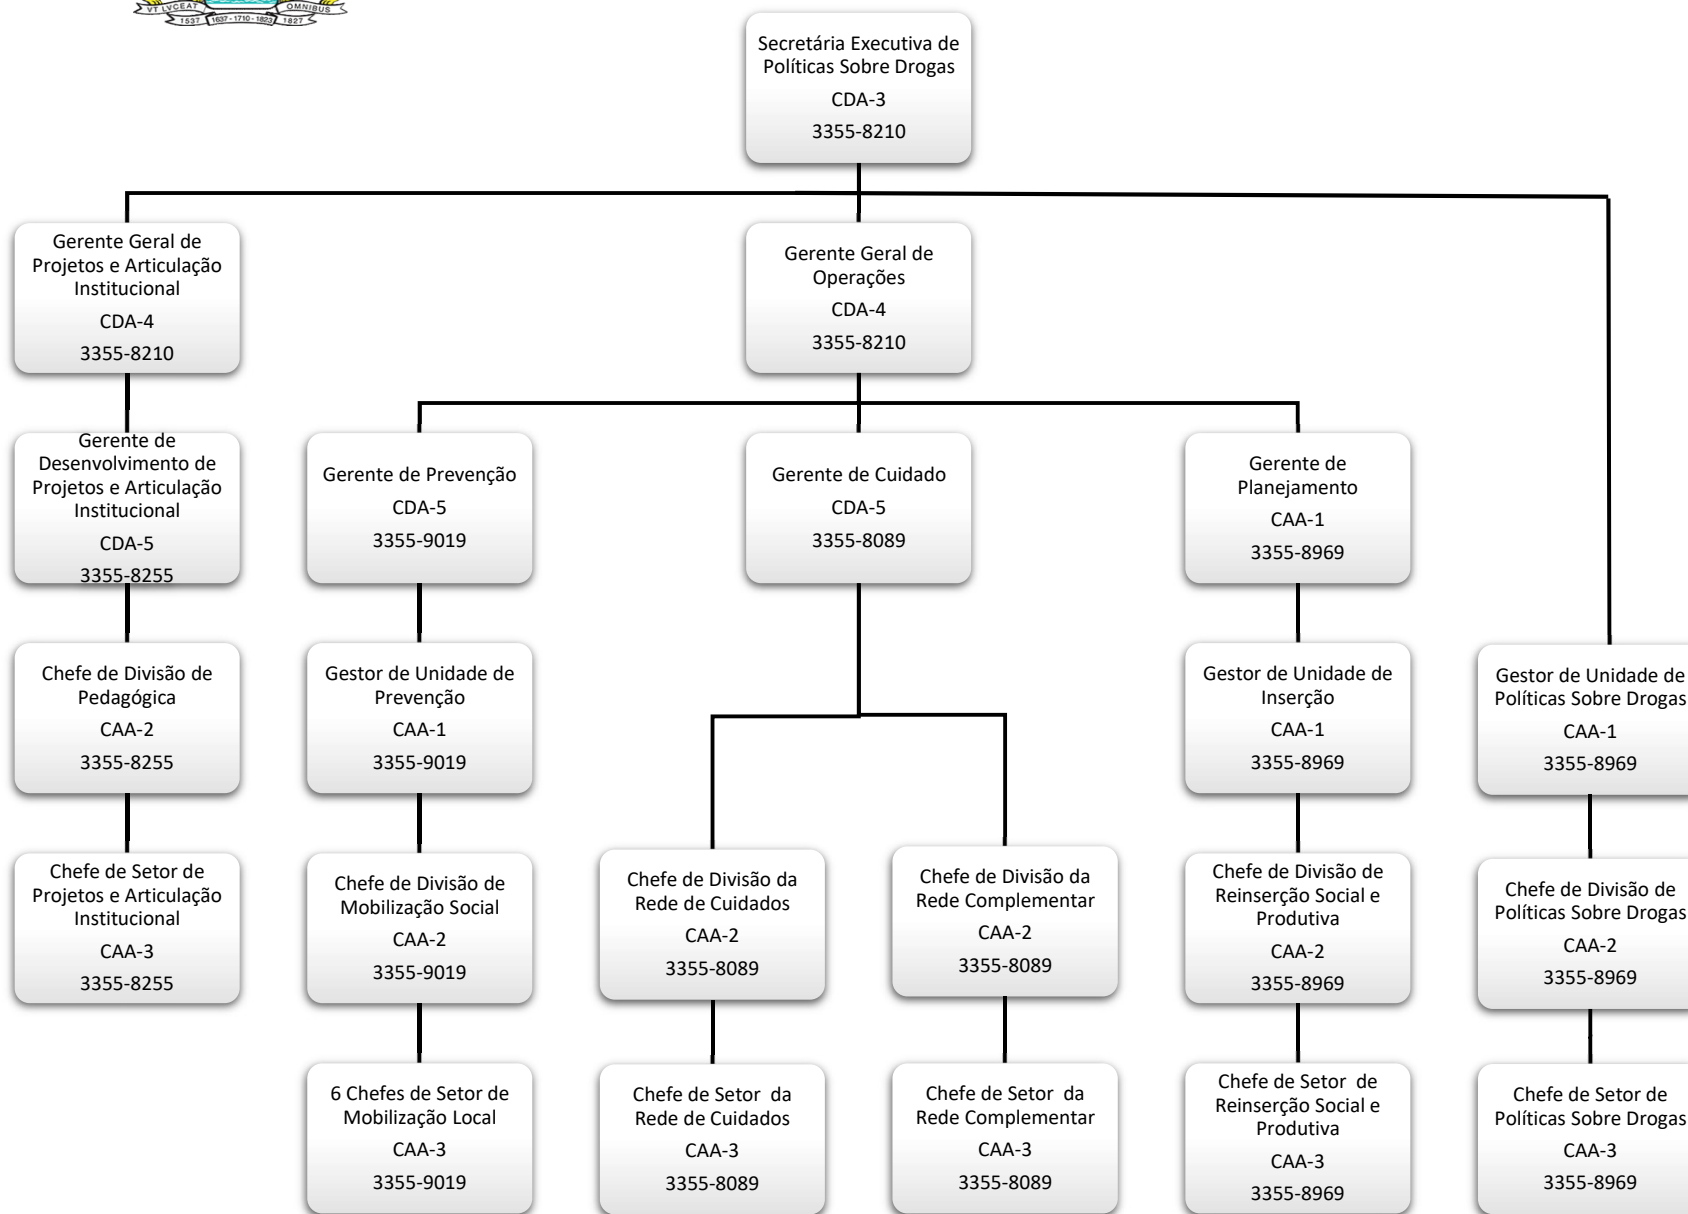 VT LVCEAT OMNIBUS
1537 1637-1710-1823 1827
Secretária Executiva de
Políticas Sobre Drogas
CDA-3
3355-8210
Gerente Geral de
Projetos e Articulação
Institucional
CDA-4
3355-8210
Gerente Geral de
Operações
CDA-4
3355-8210
Gerente de
Desenvolvimento de
Projetos e Articulação
Institucional
CDA-5
3355-8255
Gerente de Prevenção
CDA-5
3355-9019
Gerente de Cuidado
CDA-5
3355-8089
Gerente de
Planejamento
CAA-1
3355-8969
Chefe de Divisão de
Pedagógica
CAA-2
3355-8255
Gestor de Unidade de
Prevenção
CAA-1
3355-9019
Gestor de Unidade de
Inserção
CAA-1
3355-8969
Gestor de Unidade de
Políticas Sobre Drogas
CAA-1
3355-8969
Chefe de Setor de
Projetos e Articulação
Institucional
CAA-3
3355-8255
Chefe de Divisão de
Mobilização Social
CAA-2
3355-9019
Chefe de Divisão da
Rede de Cuidados
CAA-2
3355-8089
Chefe de Divisão da
Rede Complementar
CAA-2
3355-8089
Chefe de Divisão de
Reinserção Social e
Produtiva
CAA-2
3355-8969
Chefe de Divisão de
Políticas Sobre Drogas
CAA-2
3355-8969
6 Chefes de Setor de
Mobilização Local
CAA-3
3355-9019
Chefe de Setor da
Rede de Cuidados
CAA-3
3355-8089
Chefe de Setor da
Rede Complementar
CAA-3
3355-8089
Chefe de Setor de
Reinserção Social e
Produtiva
CAA-3
3355-8969
Chefe de Setor de
Políticas Sobre Drogas
CAA-3
3355-8969